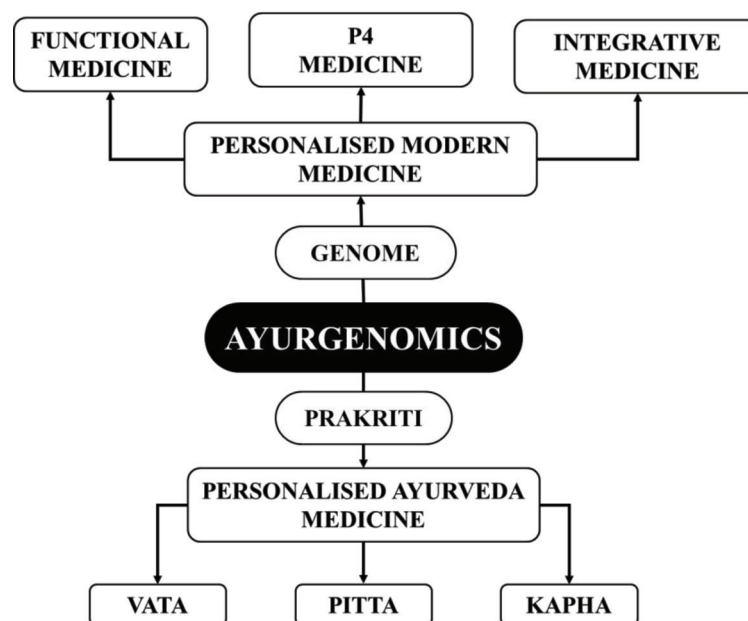 FUNCTIONAL
MEDICINE
P4
MEDICINE
INTEGRATIVE
MEDICINE
PERSONALISED MODERN
MEDICINE
GENOME
AYURGENOMICS
PRAKRITI
PERSONALISED AYURVEDA
MEDICINE
VATA
PITTA
KAPHA